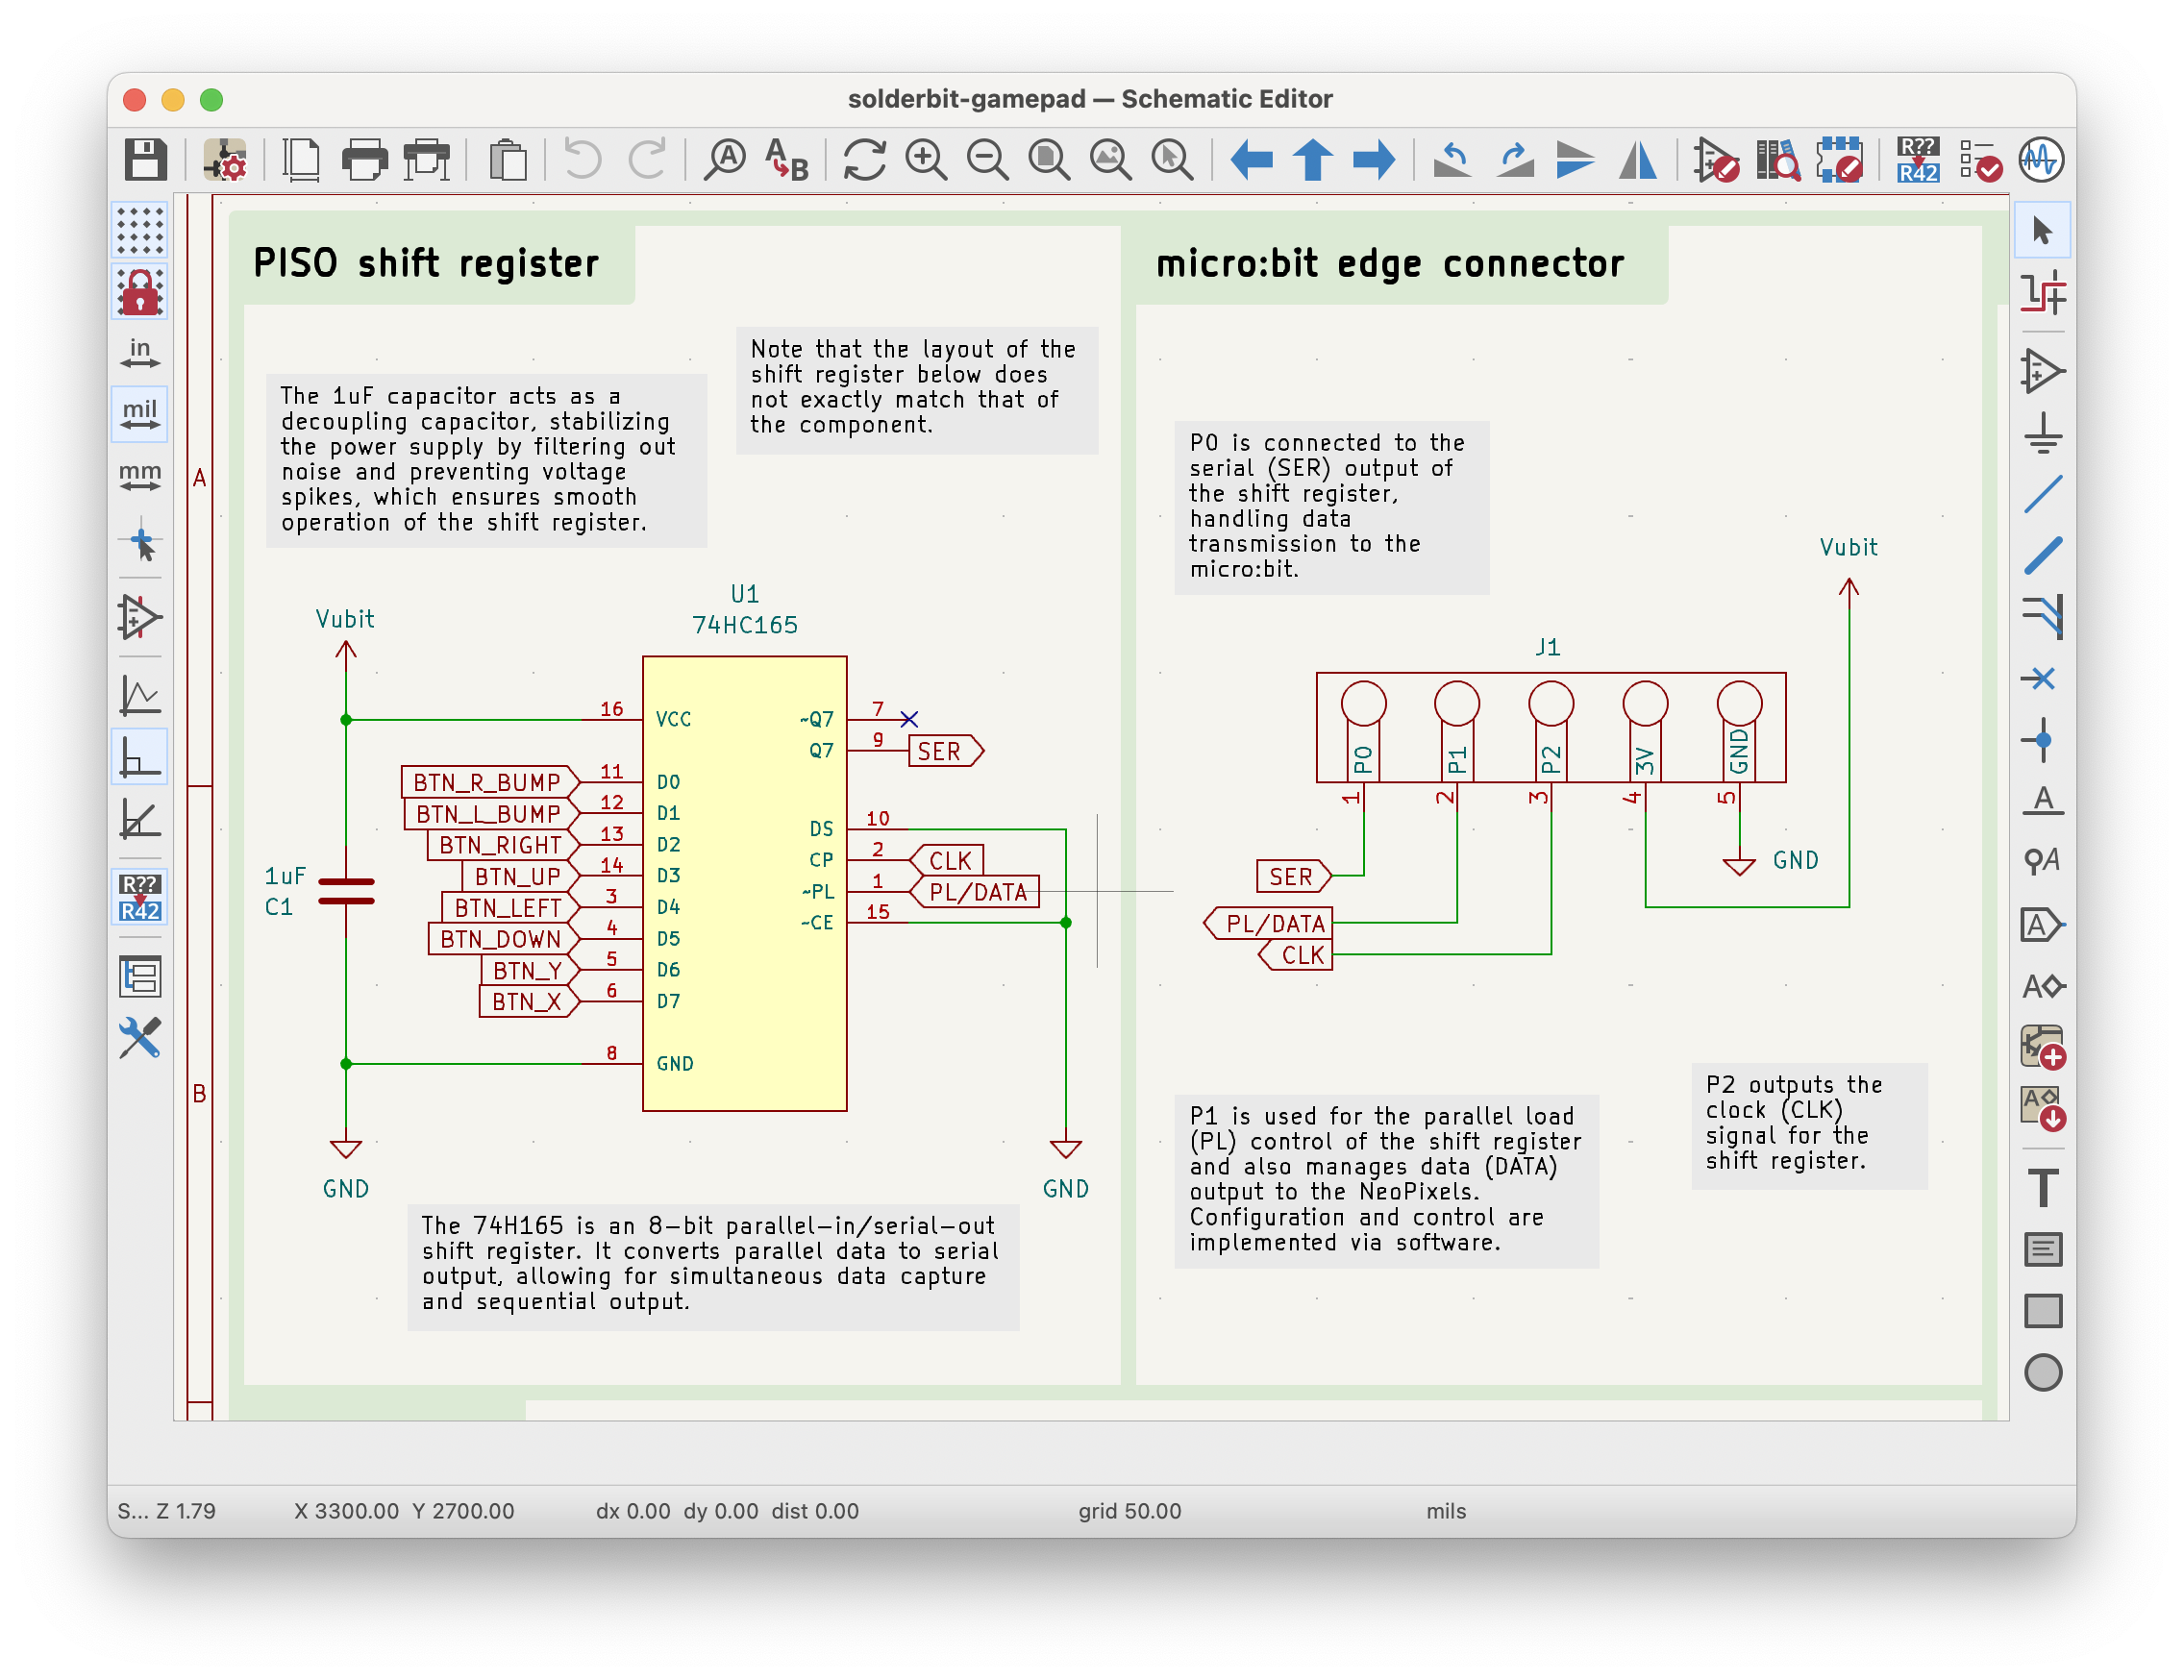 solderbit-gamepad — Schematic Editor
A
A
B
R??
R42
in
mil
mm
R??
R42
PISO shift register
micro:bit edge connector
The 1uF capacitor acts as a
decoupling capacitor, stabilizing
the power supply by filtering out
noise and preventing voltage
spikes, which ensures smooth
operation of the shift register.
Note that the layout of the
shift register below does
not exactly match that of
the component.
P0 is connected to the
serial (SER) output of
the shift register,
handling data
transmission to the
micro:bit.
A
B
Vubit
U1
74HC165
16 VCC
BTN_R_BUMP 11 D0
BTN_L_BUMP 12 D1
BTN_RIGHT 13 D2
BTN_UP 14 D3
BTN_LEFT 3 D4
BTN_DOWN 4 D5
BTN_Y 5 D6
BTN_X 6 D7
8 GND
~Q7 7
Q7 9 SER
DS 10
CP 2 CLK
~PL 1 PL/DATA
~CE 15
1uF
C1
GND
GND
The 74H165 is an 8-bit parallel-in/serial-out
shift register. It converts parallel data to serial
output, allowing for simultaneous data capture
and sequential output.
Vubit
J1
P0 P1 P2 3V GND
1 2 3 4 5
SER
PL/DATA
CLK
GND
P1 is used for the parallel load
(PL) control of the shift register
and also manages data (DATA)
output to the NeoPixels.
Configuration and control are
implemented via software.
P2 outputs the
clock (CLK)
signal for the
shift register.
A
A
A
A
A
T
S... Z 1.79 X 3300.00 Y 2700.00 dx 0.00 dy 0.00 dist 0.00 grid 50.00 mils